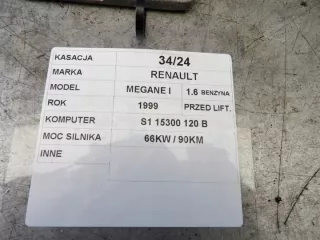 KASACJA 34/24
MARKA RENAULT
MODEL MEGANE I 1.6 BENZYNA
ROK 1999 PRZED LIFT.
KOMPUTER S1 15300 120 B
MOC SILNIKA 66KW / 90KM
INNE